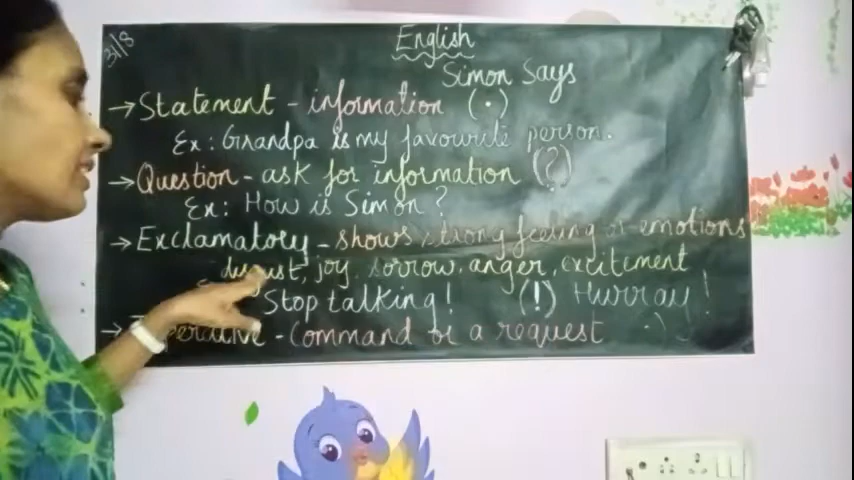 31/8
English
Simon Says
→ Statement - information (.)
Ex: Grandpa is my favourite person.
→ Question - ask for information (?)
Ex: How is Simon?
→ Exclamatory - shows strong feeling or emotions
disgust, joy, sorrow, anger, excitement
Stop talking! (!) Hurray!
→ - Command or a request